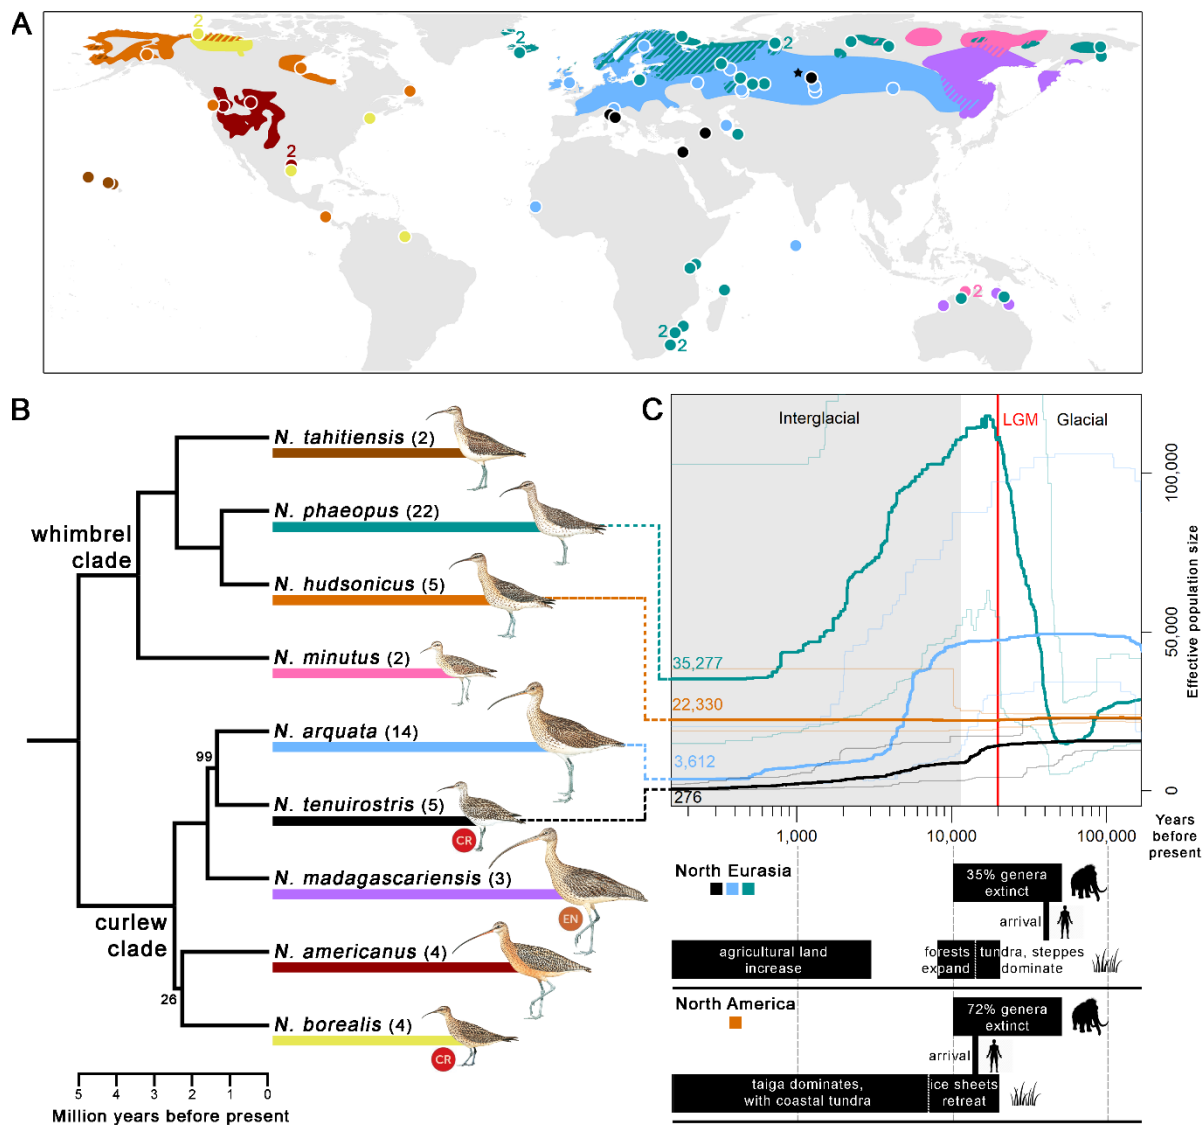 A
2
2
2
2
2
2
2
B
whimbrel
clade
curlew
clade
N. tahitiensis (2)
N. phaeopus (22)
N. hudsonicus (5)
N. minutus (2)
N. arquata (14)
99
N. tenuirostris (5)
CR
N. madagascariensis (3)
EN
N. americanus (4)
26
N. borealis (4)
CR
5 4 3 2 1 0
Million years before present
C
Interglacial
LGM
Glacial
100,000
50,000
0
Effective population size
35,277
22,330
3,612
276
1,000
10,000
100,000
Years
before
present
North Eurasia
35% genera
extinct
arrival
agricultural land
increase
forests
expand
tundra, steppes
dominate
North America
72% genera
extinct
arrival
taiga dominates,
with coastal tundra
ice sheets
retreat